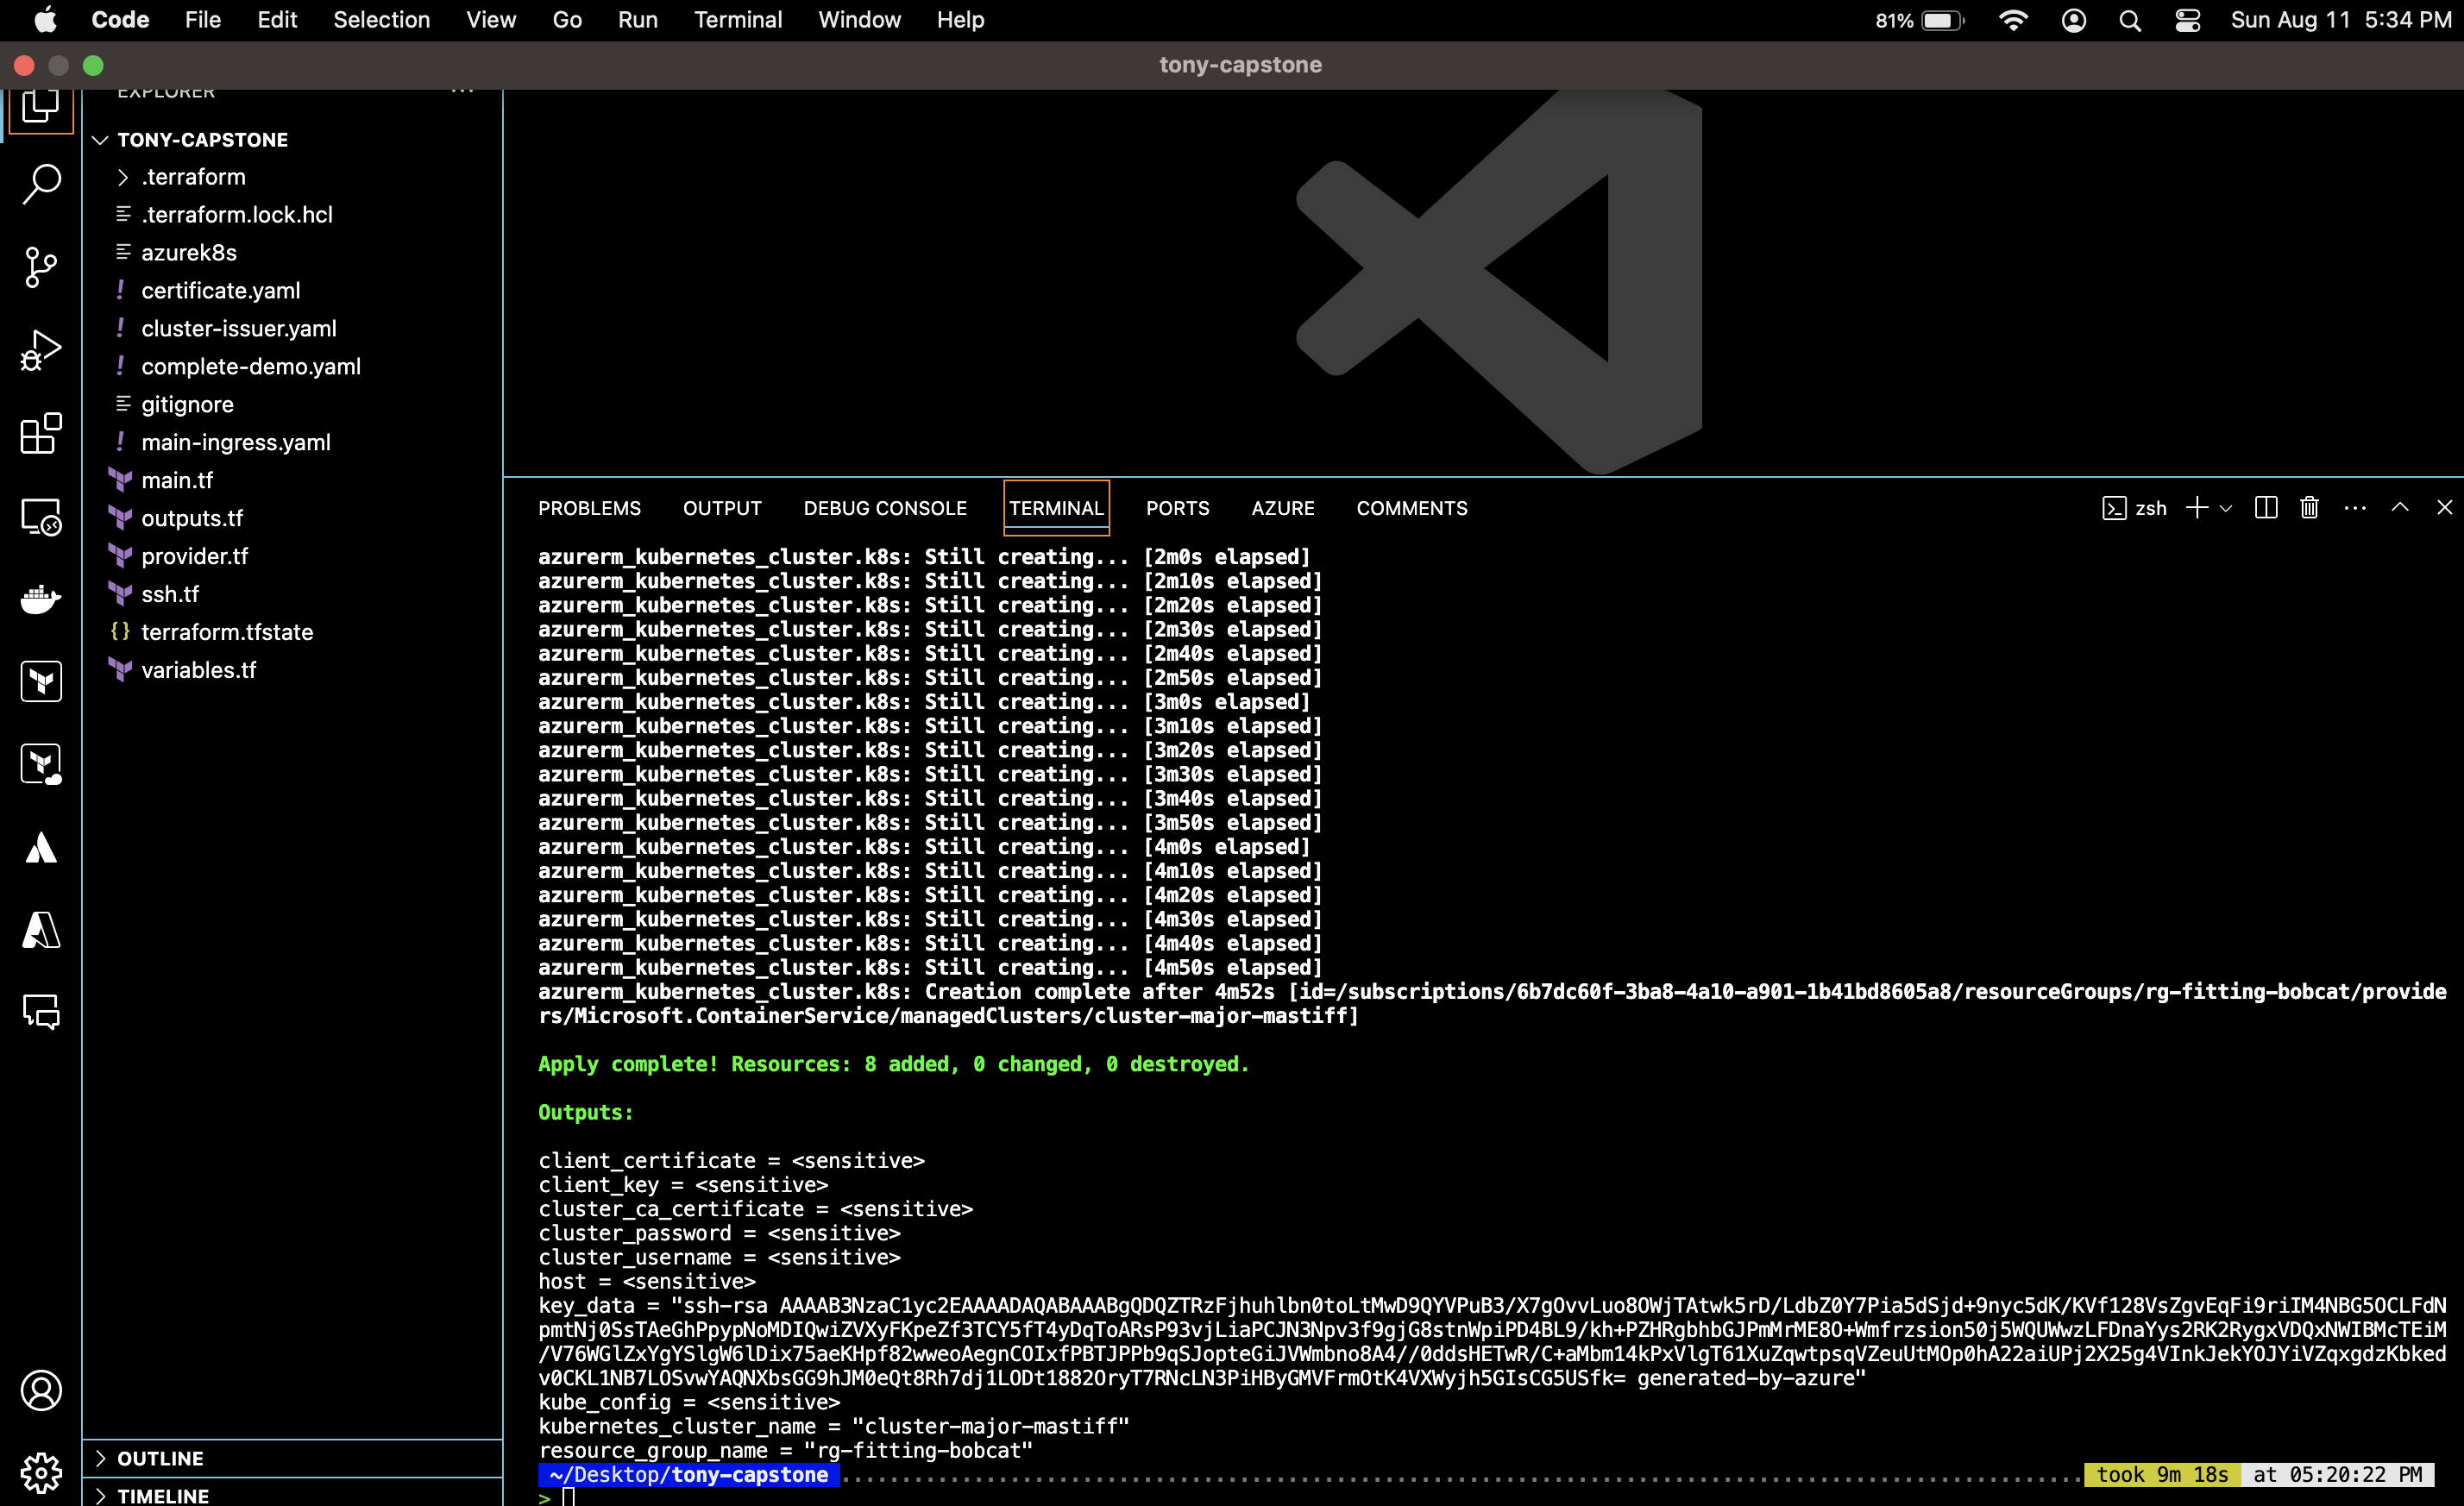 Code File Edit Selection View Go Run Terminal Window Help 81% Sun Aug 11 5:34 PM
tony-capstone
EXPLORER
TONY-CAPSTONE
.terraform
.terraform.lock.hcl
azurek8s
certificate.yaml
cluster-issuer.yaml
complete-demo.yaml
gitignore
main-ingress.yaml
main.tf
outputs.tf
provider.tf
ssh.tf
terraform.tfstate
variables.tf
OUTLINE
TIMELINE
PROBLEMS OUTPUT DEBUG CONSOLE TERMINAL PORTS AZURE COMMENTS zsh
azurerm_kubernetes_cluster.k8s: Still creating... [2m0s elapsed]
azurerm_kubernetes_cluster.k8s: Still creating... [2m10s elapsed]
azurerm_kubernetes_cluster.k8s: Still creating... [2m20s elapsed]
azurerm_kubernetes_cluster.k8s: Still creating... [2m30s elapsed]
azurerm_kubernetes_cluster.k8s: Still creating... [2m40s elapsed]
azurerm_kubernetes_cluster.k8s: Still creating... [2m50s elapsed]
azurerm_kubernetes_cluster.k8s: Still creating... [3m0s elapsed]
azurerm_kubernetes_cluster.k8s: Still creating... [3m10s elapsed]
azurerm_kubernetes_cluster.k8s: Still creating... [3m20s elapsed]
azurerm_kubernetes_cluster.k8s: Still creating... [3m30s elapsed]
azurerm_kubernetes_cluster.k8s: Still creating... [3m40s elapsed]
azurerm_kubernetes_cluster.k8s: Still creating... [3m50s elapsed]
azurerm_kubernetes_cluster.k8s: Still creating... [4m0s elapsed]
azurerm_kubernetes_cluster.k8s: Still creating... [4m10s elapsed]
azurerm_kubernetes_cluster.k8s: Still creating... [4m20s elapsed]
azurerm_kubernetes_cluster.k8s: Still creating... [4m30s elapsed]
azurerm_kubernetes_cluster.k8s: Still creating... [4m40s elapsed]
azurerm_kubernetes_cluster.k8s: Still creating... [4m50s elapsed]
azurerm_kubernetes_cluster.k8s: Creation complete after 4m52s [id=/subscriptions/6b7dc60f-3ba8-4a10-a901-1b41bd8605a8/resourceGroups/rg-fitting-bobcat/provide
rs/Microsoft.ContainerService/managedClusters/cluster-major-mastiff]
Apply complete! Resources: 8 added, 0 changed, 0 destroyed.
Outputs:
client_certificate = <sensitive>
client_key = <sensitive>
cluster_ca_certificate = <sensitive>
cluster_password = <sensitive>
cluster_username = <sensitive>
host = <sensitive>
key_data = "ssh-rsa AAAAB3NzaC1yc2EAAAADAQABAAABgQDQZTRzFjhuhlbn0toLtMwD9QYVPuB3/X7gOvvLuo8OWjTAtwk5rD/LdbZ0Y7Pia5dSjd+9nyc5dK/KVf128VsZgvEqFi9riIM4NBG5OCLFdN
pmtNj0SsTAeGhPpypNoMDIQwiZVXyFKpeZf3TCY5fT4yDqToARsP93vjLiaPCJN3Npv3f9gjG8stnWpiPD4BL9/kh+PZHRgbhbGJPmMrME8O+Wmfrzsion50j5WQUWwzLFDnaYys2RK2RygxVDQxNWIBMcTEiM
/V76WGlZxYgYSlgW6lDix75aeKHpf82wweoAegnCOIxfPBTJPPb9qSJopteGiJVWmbno8A4//0ddsHETwR/C+aMbm14kPxVlgT61XuZqwtpsqVZeuUtMOp0hA22aiUPj2X25g4VInkJekYOJYiVZqxgdzKbked
v0CKL1NB7LOSvwYAQNXbsGG9hJM0eQt8Rh7dj1LODt1882OryT7RNcLN3PiHByGMVFrmOtK4VXWyjh5GIsCG5USfk= generated-by-azure"
kube_config = <sensitive>
kubernetes_cluster_name = "cluster-major-mastiff"
resource_group_name = "rg-fitting-bobcat"
~/Desktop/tony-capstone took 9m 18s at 05:20:22 PM
>